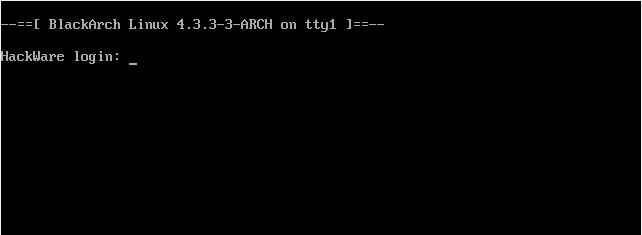 --==[ BlackArch Linux 4.3.3-3-ARCH on tty1 ]==--
HackWare login: _